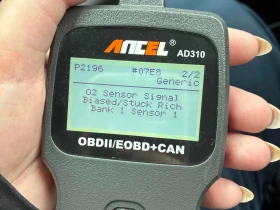 ANCEL®
AD310
P2196 #07E8 2/2
Generic
O2 Sensor Signal
Biased/Stuck Rich
Bank 1 Sensor 1
OBDII/EOBD+CAN